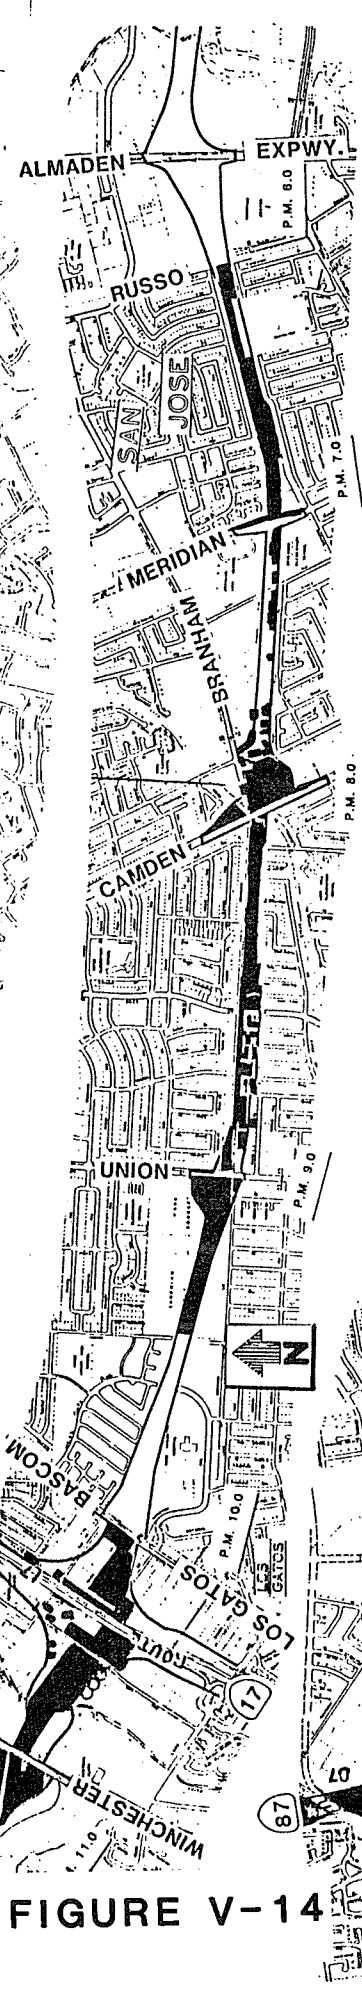 ALMADEN
EXPWY.
P.M. 6.0
RUSSO
SAN
JOSE
P.M. 7.0
MERIDIAN
BRANHAM
P.M. 8.0
CAMDEN
UNION
P.M. 9.0
N
BASCOM
P.M. 10.0
LOS
GATOS
LOS GATOS
ROUTE
17
17
87
WINCHESTER
11.0
FIGURE V-14